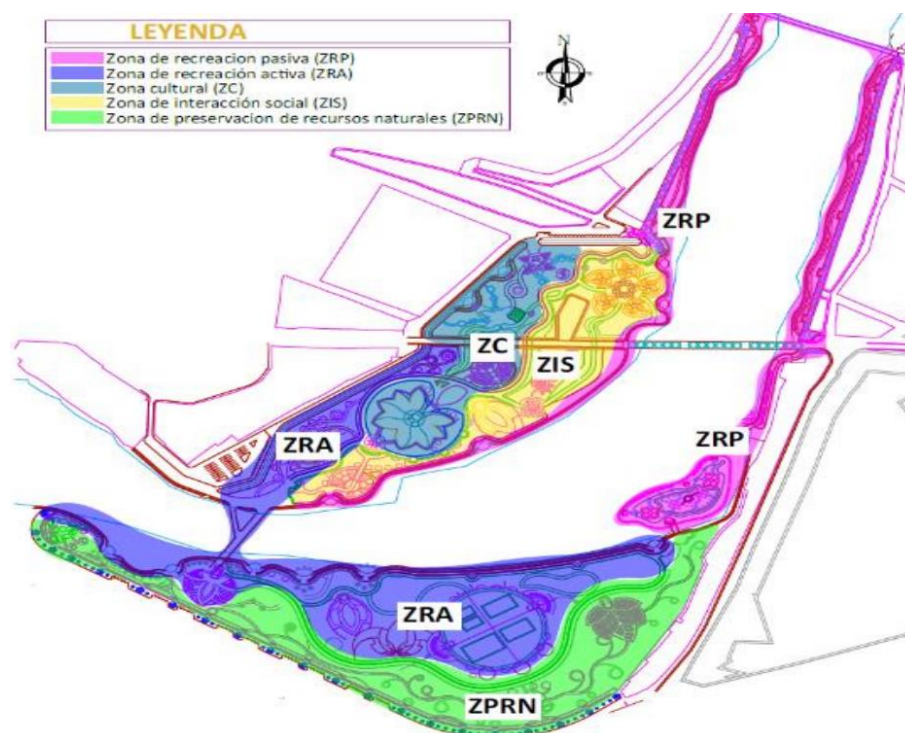 LEYENDA
Zona de recreacion pasiva (ZRP)
Zona de recreación activa (ZRA)
Zona cultural (ZC)
Zona de interacción social (ZIS)
Zona de preservacion de recursos naturales (ZPRN)
N
ZRP
ZC
ZIS
ZRA
ZRP
ZRA
ZPRN